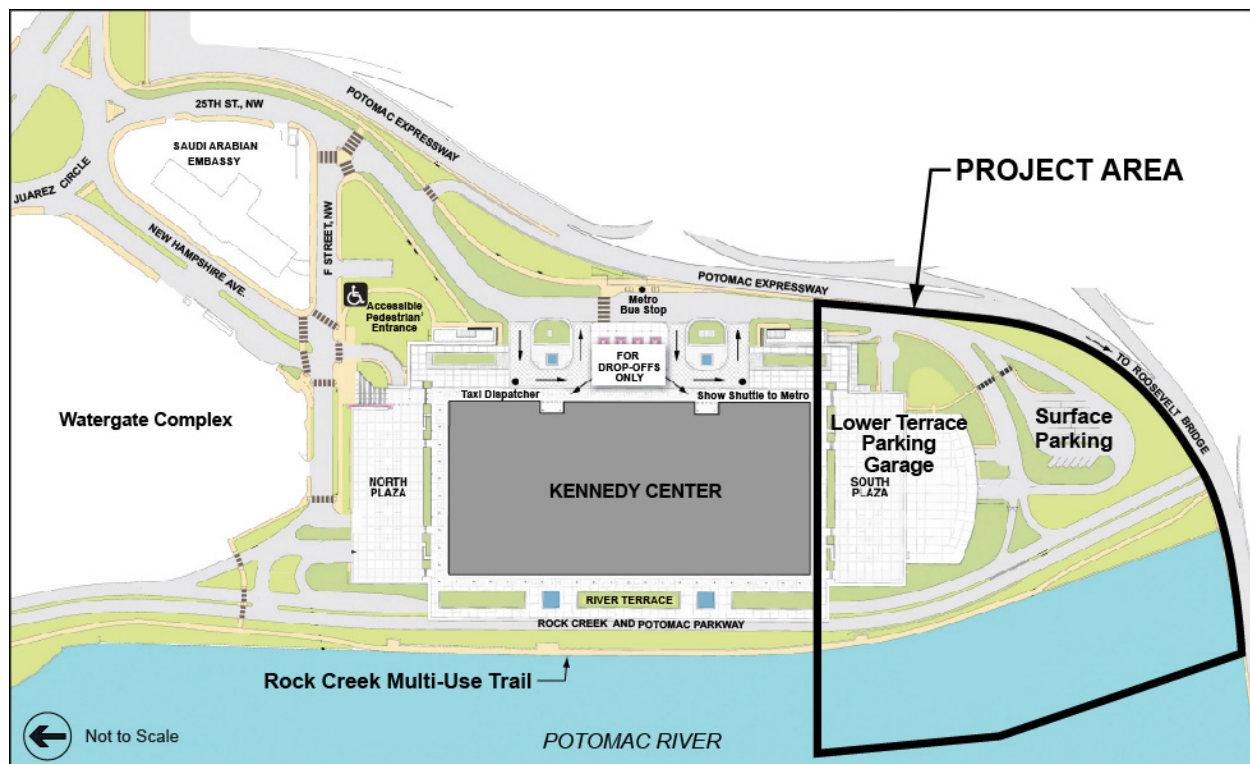 25TH ST., NW
POTOMAC EXPRESSWAY
SAUDI ARABIAN
EMBASSY
JUAREZ CIRCLE
PROJECT AREA
F STREET, NW
NEW HAMPSHIRE AVE.
POTOMAC EXPRESSWAY
Metro
Bus Stop
Accessible
Pedestrian
Entrance
TO ROOSEVELT BRIDGE
FOR
DROP-OFFS
ONLY
Taxi Dispatcher
Show Shuttle to Metro
Watergate Complex
Lower Terrace
Parking
Garage
Surface
Parking
NORTH
PLAZA
KENNEDY CENTER
SOUTH
PLAZA
RIVER TERRACE
ROCK CREEK AND POTOMAC PARKWAY
Rock Creek Multi-Use Trail
Not to Scale
POTOMAC RIVER